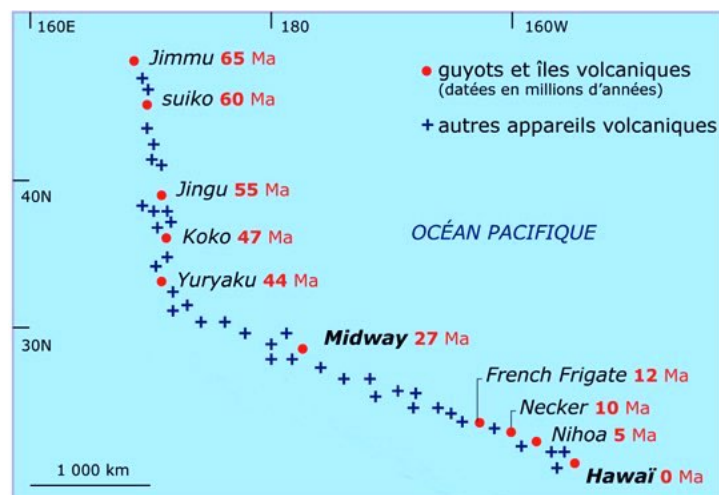 160E
180
160W
Jimmu 65 Ma
guyots et îles volcaniques
(datées en millions d'années)
suiko 60 Ma
autres appareils volcaniques
40N
Jingu 55 Ma
Koko 47 Ma
OCÉAN PACIFIQUE
Yuryaku 44 Ma
30N
Midway 27 Ma
French Frigate 12 Ma
Necker 10 Ma
Nihoa 5 Ma
1 000 km
Hawaï 0 Ma